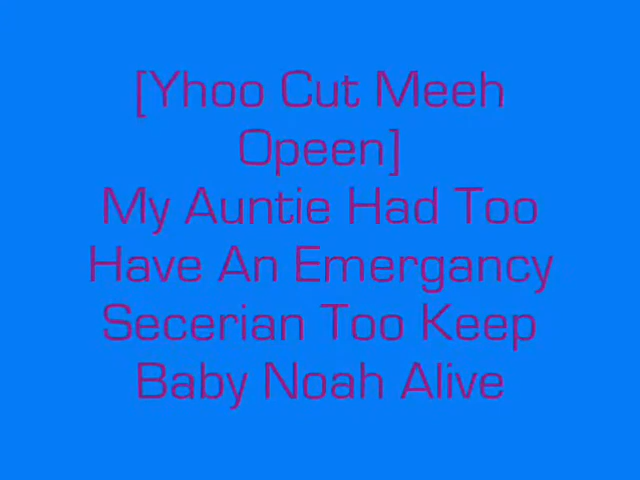 [Yhoo Cut Meeh
Opeen]
My Auntie Had Too
Have An Emergancy
Secerian Too Keep
Baby Noah Alive